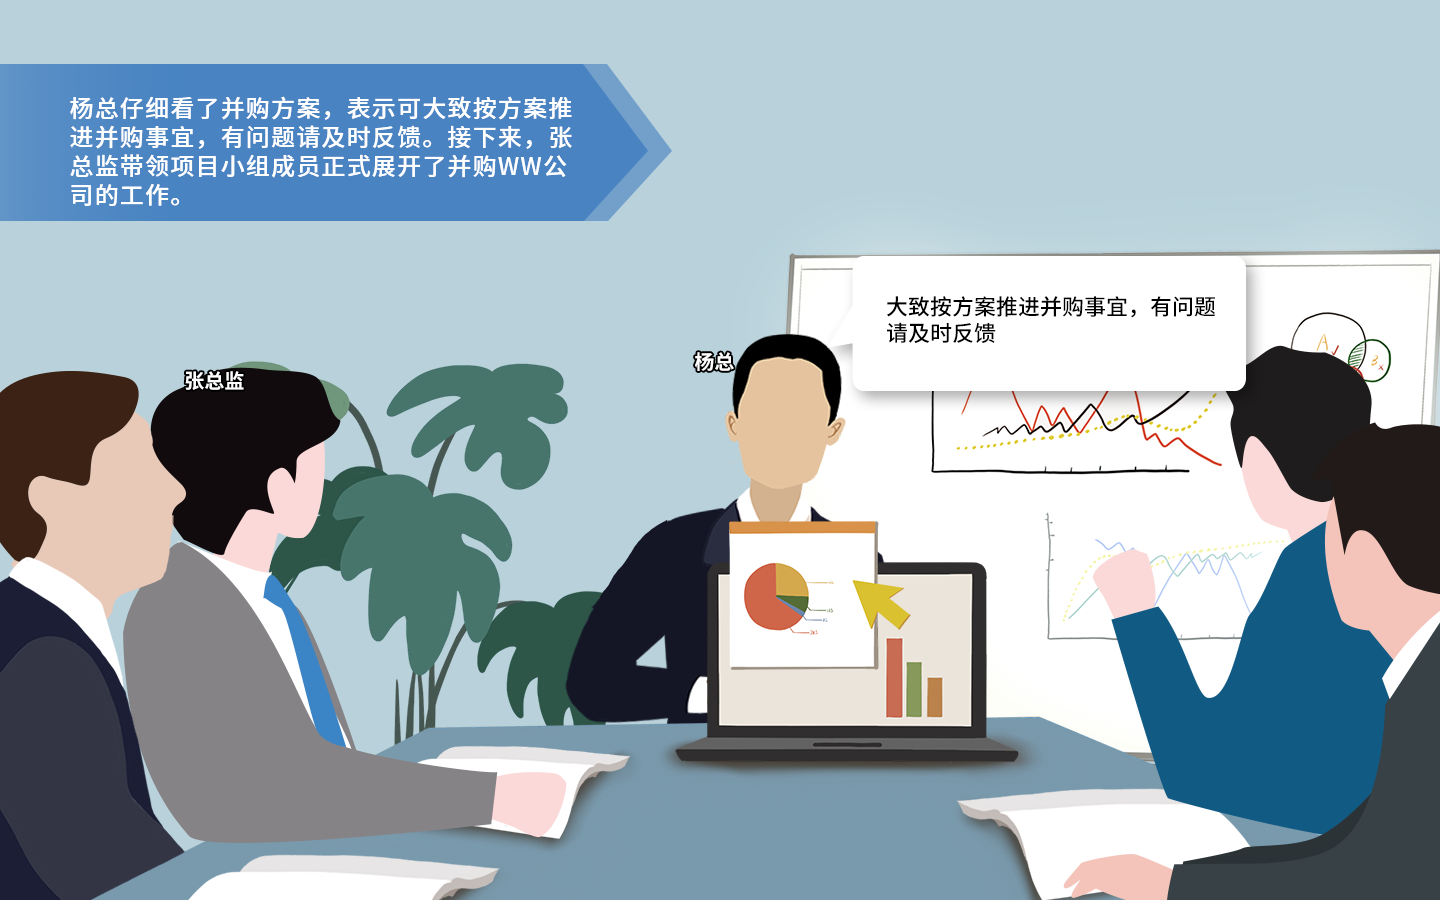 杨总仔细看了并购方案，表示可大致按方案推
进并购事宜，有问题请及时反馈。接下来，张
总监带领项目小组成员正式展开了并购WW公
司的工作。
大致按方案推进并购事宜，有问题
请及时反馈
杨总
张总监
A
B